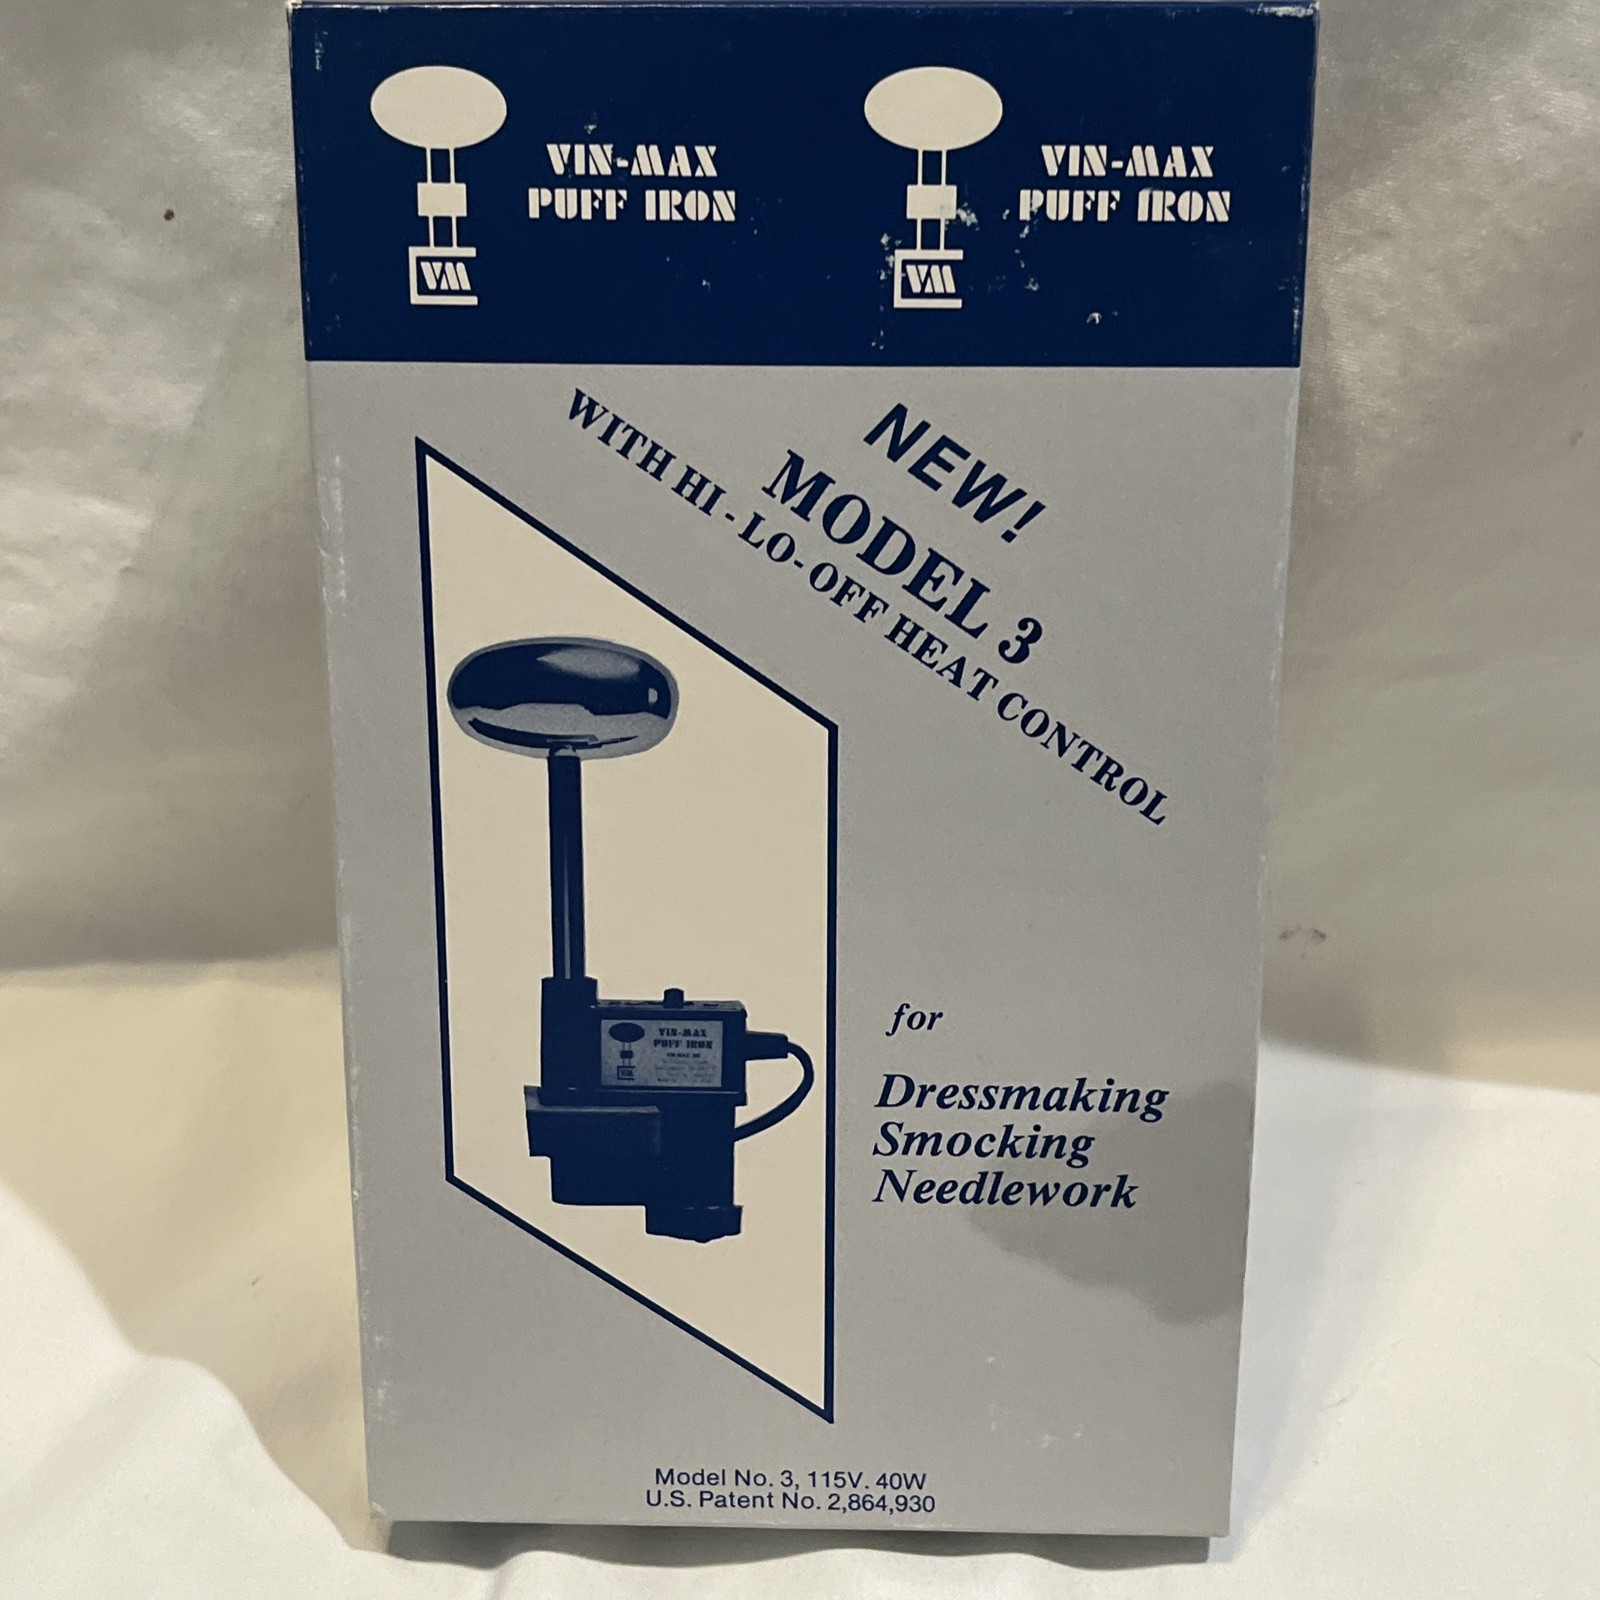 VIN-MAX
PUFF IRON
VM
VIN-MAX
PUFF IRON
VM
NEW!
MODEL 3
WITH HI-LO-OFF HEAT CONTROL
VIN-MAX
PUFF IRON
VM
for
Dressmaking
Smocking
Needlework
Model No. 3, 115V. 40W
U.S. Patent No. 2,864,930